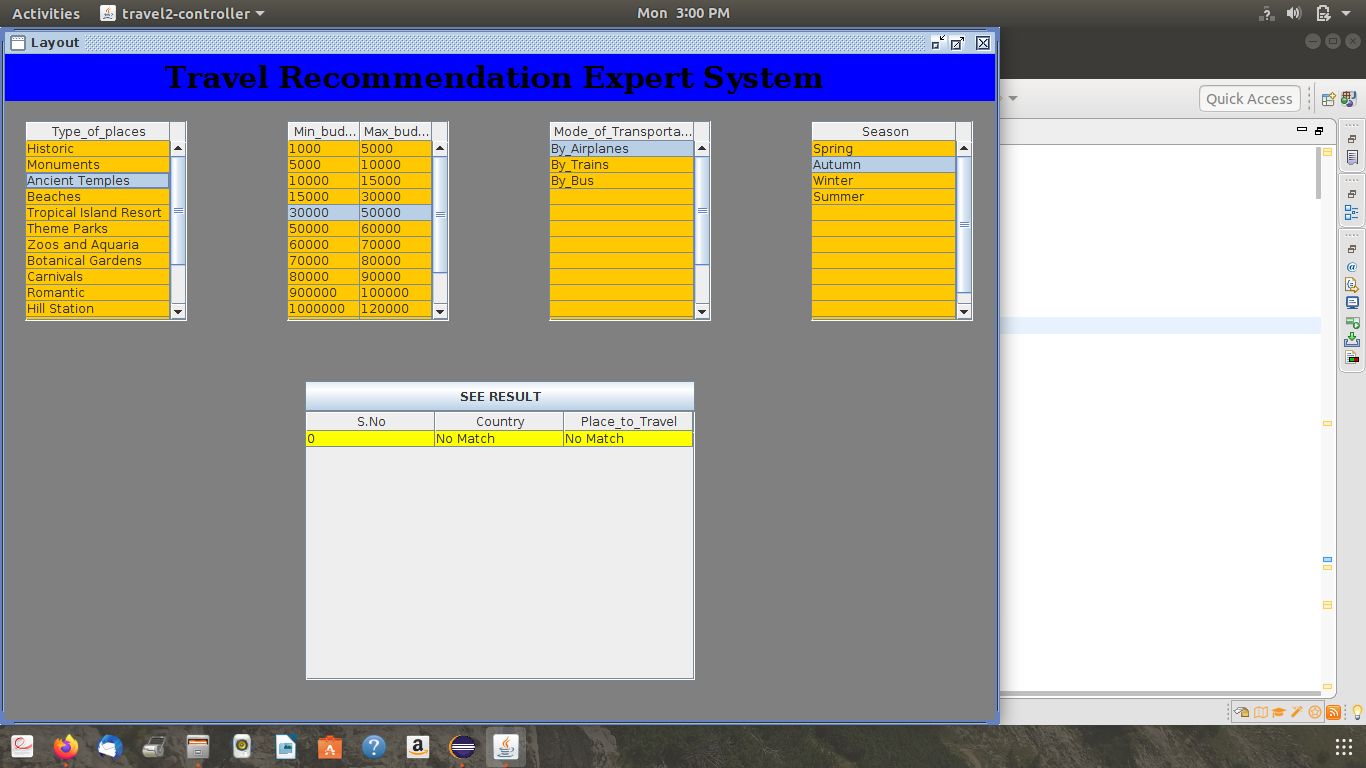 Activities travel2-controller Mon 3:00 PM
Layout
Travel Recommendation Expert System
Quick Access
Type_of_places
Historic
Monuments
Ancient Temples
Beaches
Tropical Island Resort
Theme Parks
Zoos and Aquaria
Botanical Gardens
Carnivals
Romantic
Hill Station
Min_bud... Max_bud...
1000 5000
5000 10000
10000 15000
15000 30000
30000 50000
50000 60000
60000 70000
70000 80000
80000 90000
900000 100000
1000000 120000
Mode_of_Transporta...
By_Airplanes
By_Trains
By_Bus
Season
Spring
Autumn
Winter
Summer
SEE RESULT
S.No Country Place_to_Travel
0 No Match No Match